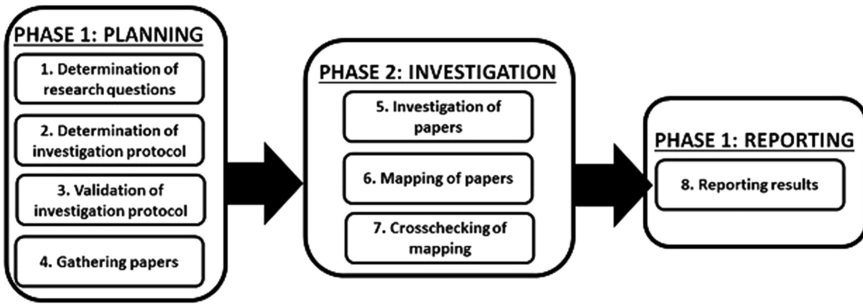 PHASE 1: PLANNING
1. Determination of
research questions
2. Determination of
investigation protocol
3. Validation of
investigation protocol
4. Gathering papers
PHASE 2: INVESTIGATION
5. Investigation of
papers
6. Mapping of papers
7. Crosschecking of
mapping
PHASE 1: REPORTING
8. Reporting results